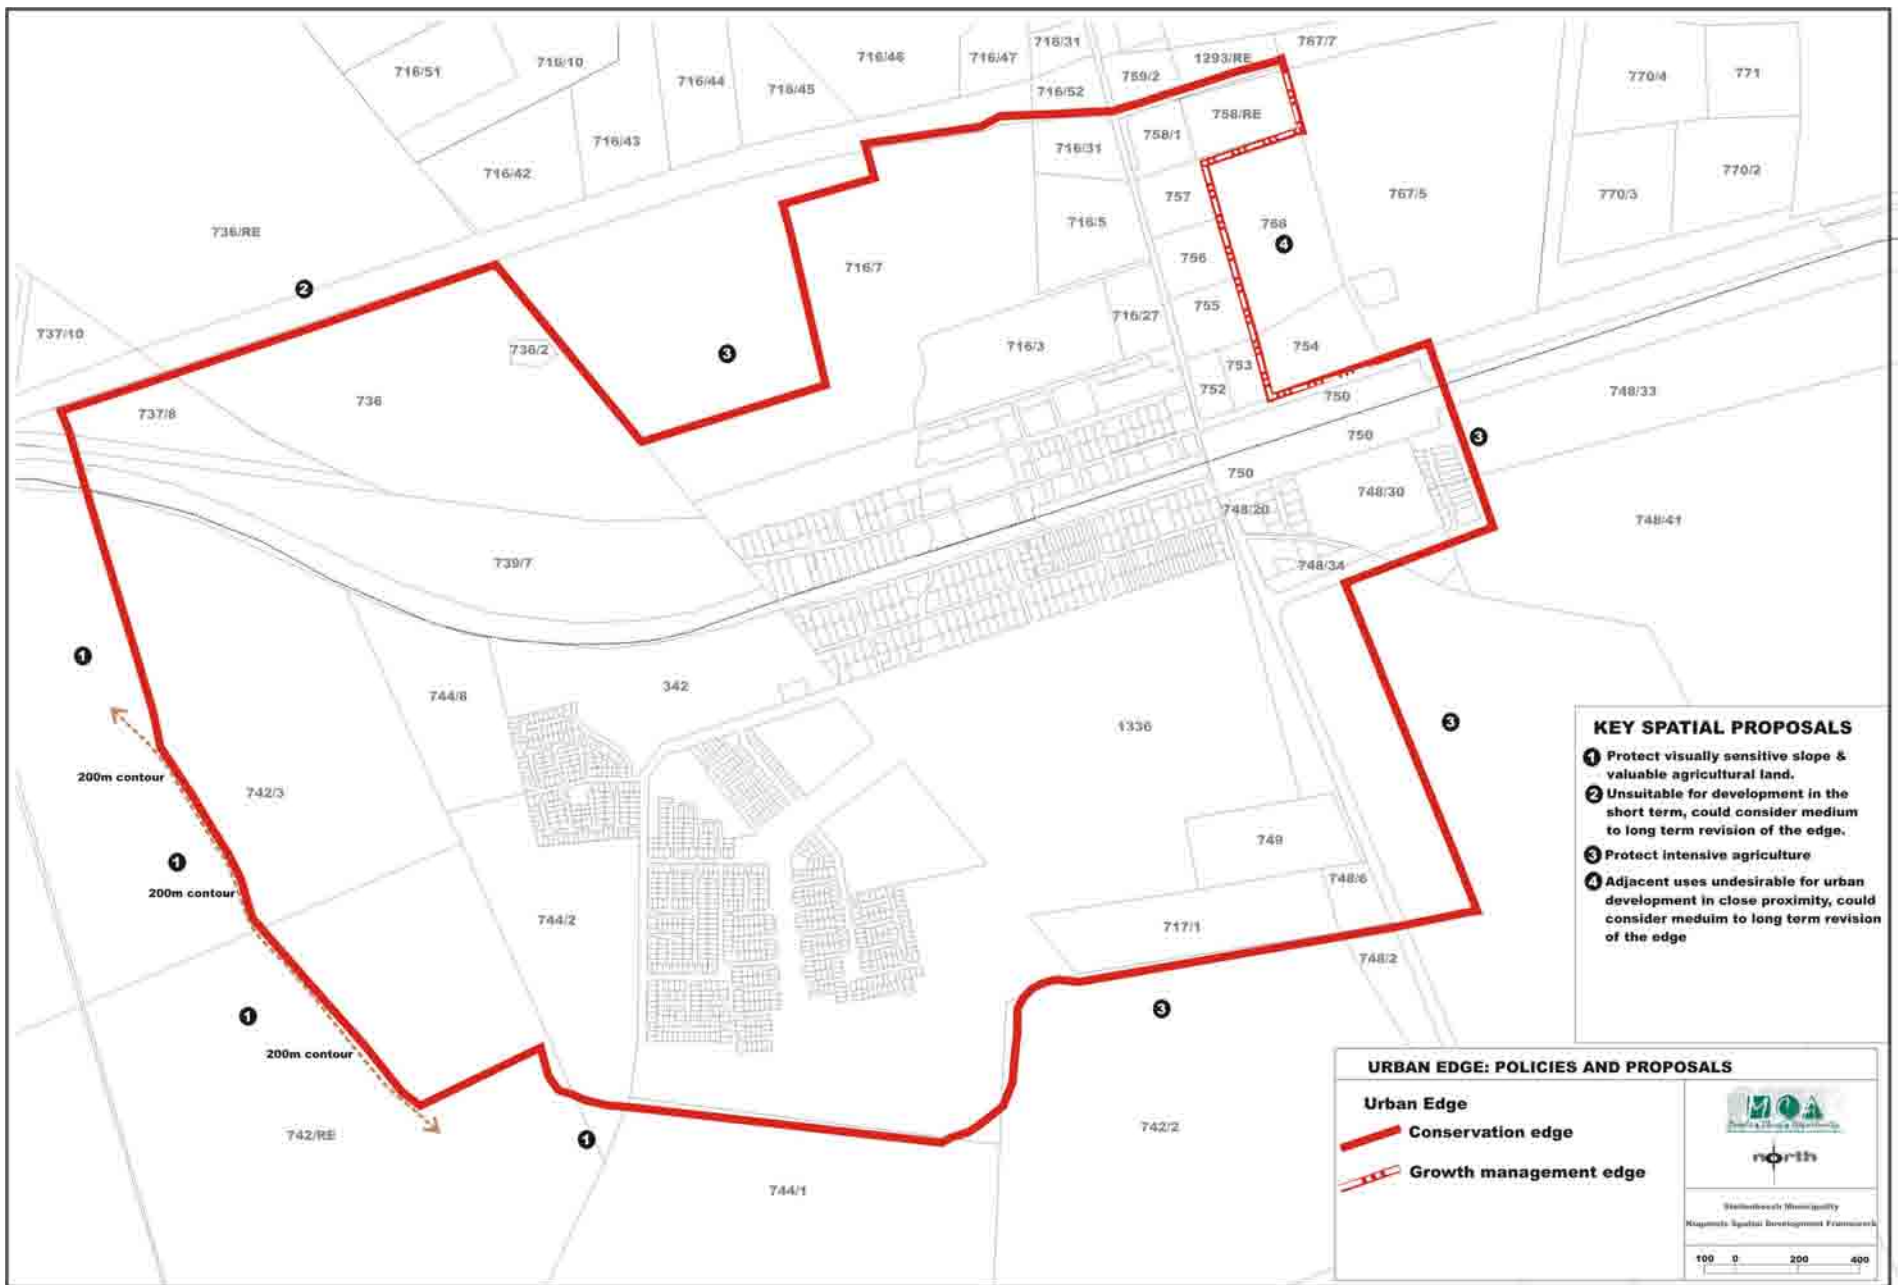 716/31
767/7
716/46
716/47
1293/RE
716/10
716/51
759/2
770/4
771
716/44
716/45
716/52
758/RE
758/1
716/43
716/31
716/42
770/2
770/3
757
767/5
716/5
768
736/RE
4
756
716/7
2
755
716/27
737/10
736/2
3
716/3
754
753
752
748/33
750
736
737/8
750
3
750
748/30
748/20
748/41
739/7
748/34
1
342
744/8
3
1336
200m contour
742/3
749
1
748/6
200m contour
744/2
717/1
748/2
3
1
200m contour
742/RE
1
742/2
744/1
KEY SPATIAL PROPOSALS
1 Protect visually sensitive slope &
valuable agricultural land.
2 Unsuitable for development in the
short term, could consider medium
to long term revision of the edge.
3 Protect intensive agriculture
4 Adjacent uses undesirable for urban
development in close proximity, could
consider meduim to long term revision
of the edge
URBAN EDGE: POLICIES AND PROPOSALS
Urban Edge
Conservation edge
Growth management edge
north
Stellenbosch Municipality
Spatial Development Framework
100 0 200 400